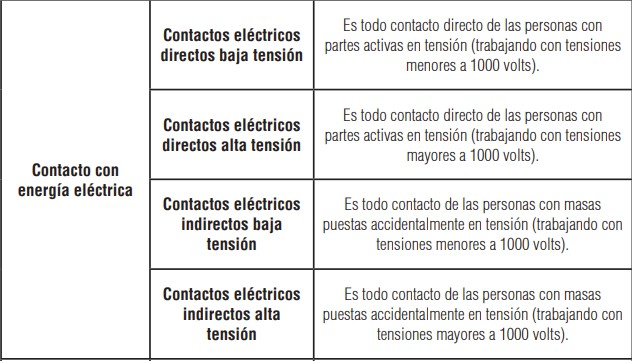 Contacto con
energía eléctrica
Contactos eléctricos
directos baja tensión
Es todo contacto directo de las personas con
partes activas en tensión (trabajando con tensiones
menores a 1000 volts).
Contactos eléctricos
directos alta tensión
Es todo contacto directo de las personas con
partes activas en tensión (trabajando con tensiones
mayores a 1000 volts).
Contactos eléctricos
indirectos baja
tensión
Es todo contacto de las personas con masas
puestas accidentalmente en tensión (trabajando con
tensiones menores a 1000 volts).
Contactos eléctricos
indirectos alta
tensión
Es todo contacto de las personas con masas
puestas accidentalmente en tensión (trabajando con
tensiones mayores a 1000 volts).